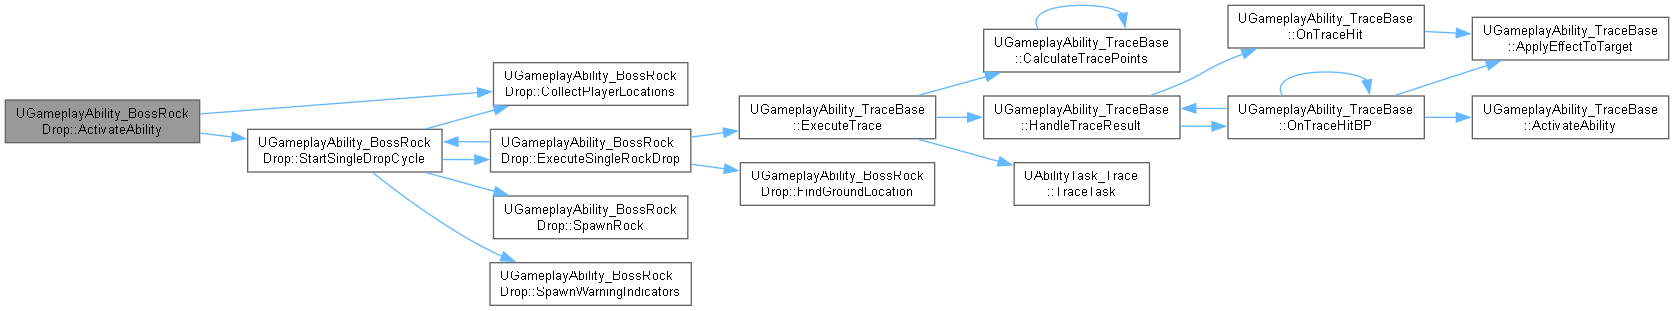 UGameplayAbility_BossRock
Drop::ActivateAbility
UGameplayAbility_BossRock
Drop::CollectPlayerLocations
UGameplayAbility_BossRock
Drop::StartSingleDropCycle
UGameplayAbility_BossRock
Drop::ExecuteSingleRockDrop
UGameplayAbility_BossRock
Drop::SpawnRock
UGameplayAbility_BossRock
Drop::SpawnWarningIndicators
UGameplayAbility_TraceBase
::ExecuteTrace
UGameplayAbility_BossRock
Drop::FindGroundLocation
UGameplayAbility_TraceBase
::CalculateTracePoints
UGameplayAbility_TraceBase
::HandleTraceResult
UAbilityTask_Trace
::TraceTask
UGameplayAbility_TraceBase
::OnTraceHit
UGameplayAbility_TraceBase
::OnTraceHitBP
UGameplayAbility_TraceBase
::ApplyEffectToTarget
UGameplayAbility_TraceBase
::ActivateAbility